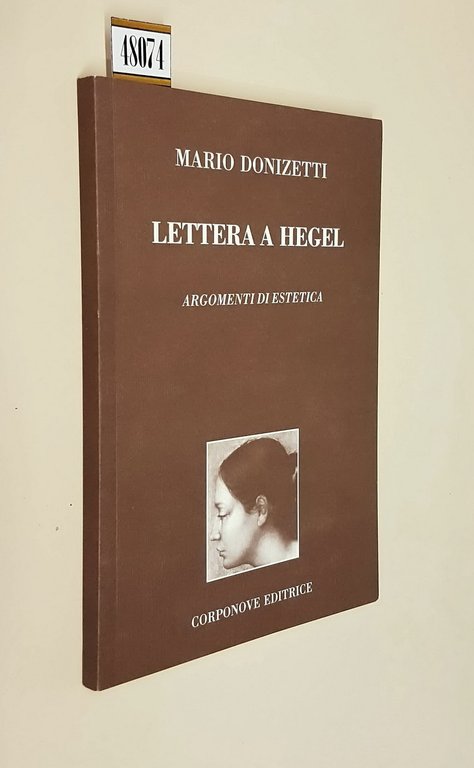 48074
MARIO DONIZETTI
LETTERA A HEGEL
ARGOMENTI DI ESTETICA
CORPONOVE EDITRICE